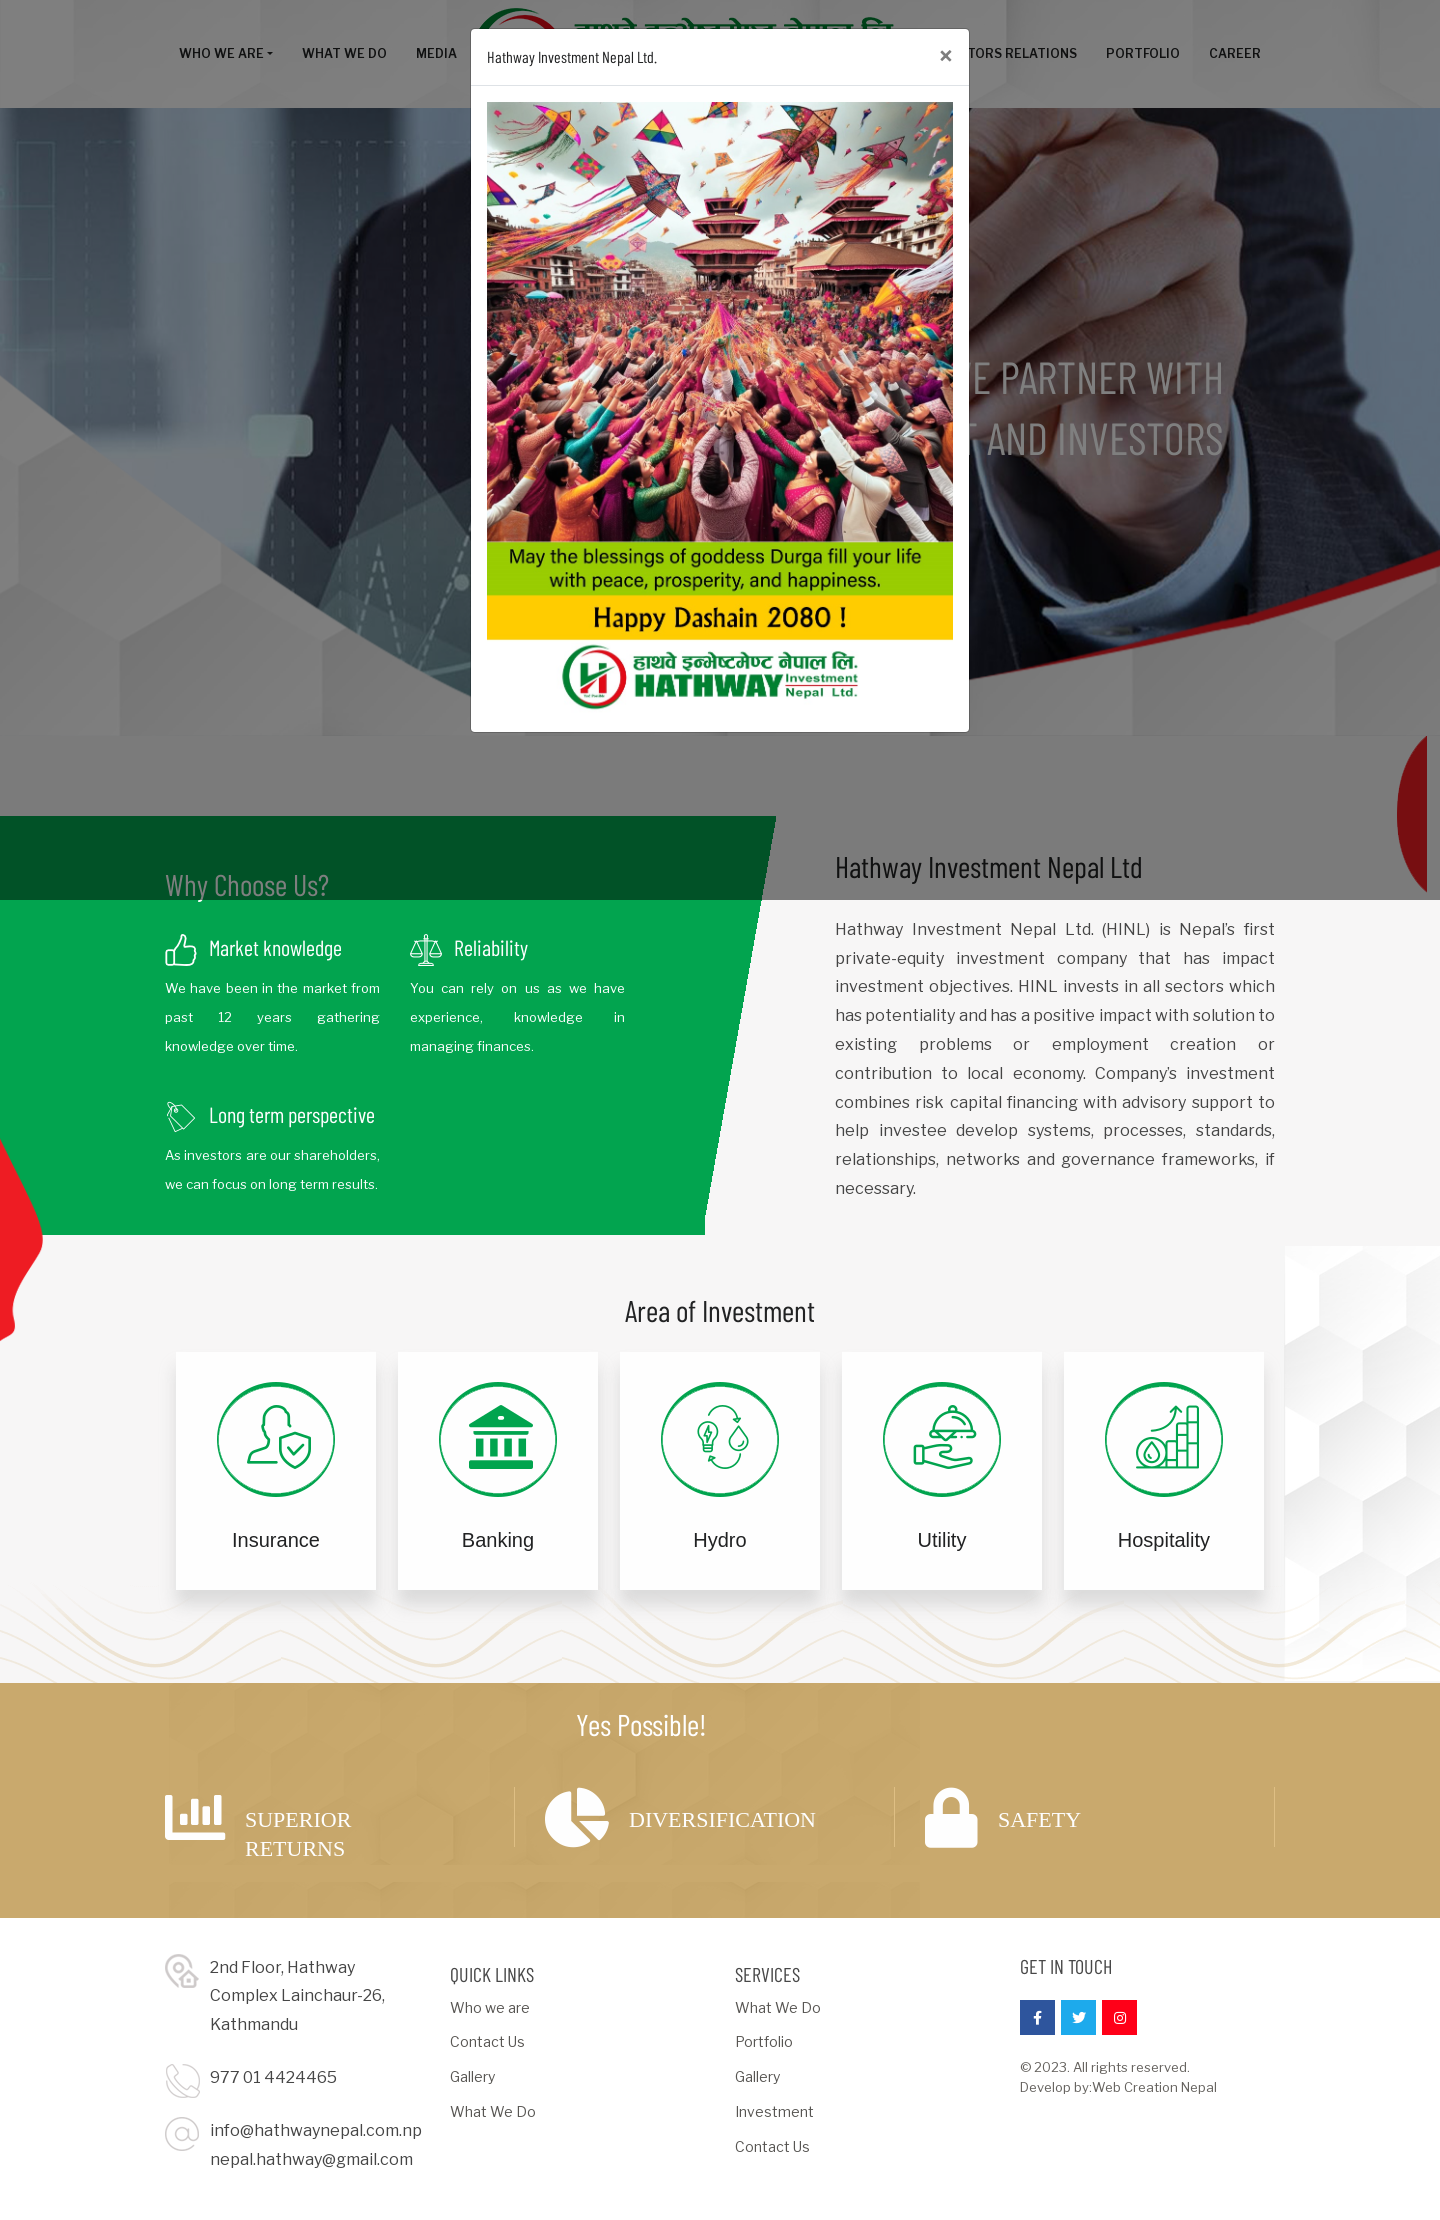 WHO WE ARE
WHAT WE DO
MEDIA
हाथवे इन्भेष्टमेण्ट नेपाल लि
TORS RELATIONS
PORTFOLIO
CAREER
Hathway Investment Nepal Ltd.
×
May the blessings of goddess Durga fill your life
with peace, prosperity, and happiness.
Happy Dashain 2080 !
हाथवे इन्भेष्टमेण्ट नेपाल लि.
HATHWAY Investment
Nepal Ltd.
E PARTNER WITH
T AND INVESTORS
Why Choose Us?
Market knowledge
We have been in the market from
past 12 years gathering
knowledge over time.
Reliability
You can rely on us as we have
experience, knowledge in
managing finances.
Long term perspective
As investors are our shareholders,
we can focus on long term results.
Hathway Investment Nepal Ltd
Hathway Investment Nepal Ltd. (HINL) is Nepal’s first
private-equity investment company that has impact
investment objectives. HINL invests in all sectors which
has potentiality and has a positive impact with solution to
existing problems or employment creation or
contribution to local economy. Company’s investment
combines risk capital financing with advisory support to
help investee develop systems, processes, standards,
relationships, networks and governance frameworks, if
necessary.
Area of Investment
Insurance
Banking
Hydro
Utility
Hospitality
Yes Possible!
SUPERIOR
RETURNS
DIVERSIFICATION
SAFETY
2nd Floor, Hathway
Complex Lainchaur-26,
Kathmandu
977 01 4424465
info@hathwaynepal.com.np
nepal.hathway@gmail.com
QUICK LINKS
Who we are
Contact Us
Gallery
What We Do
SERVICES
What We Do
Portfolio
Gallery
Investment
Contact Us
GET IN TOUCH
© 2023. All rights reserved.
Develop by:Web Creation Nepal